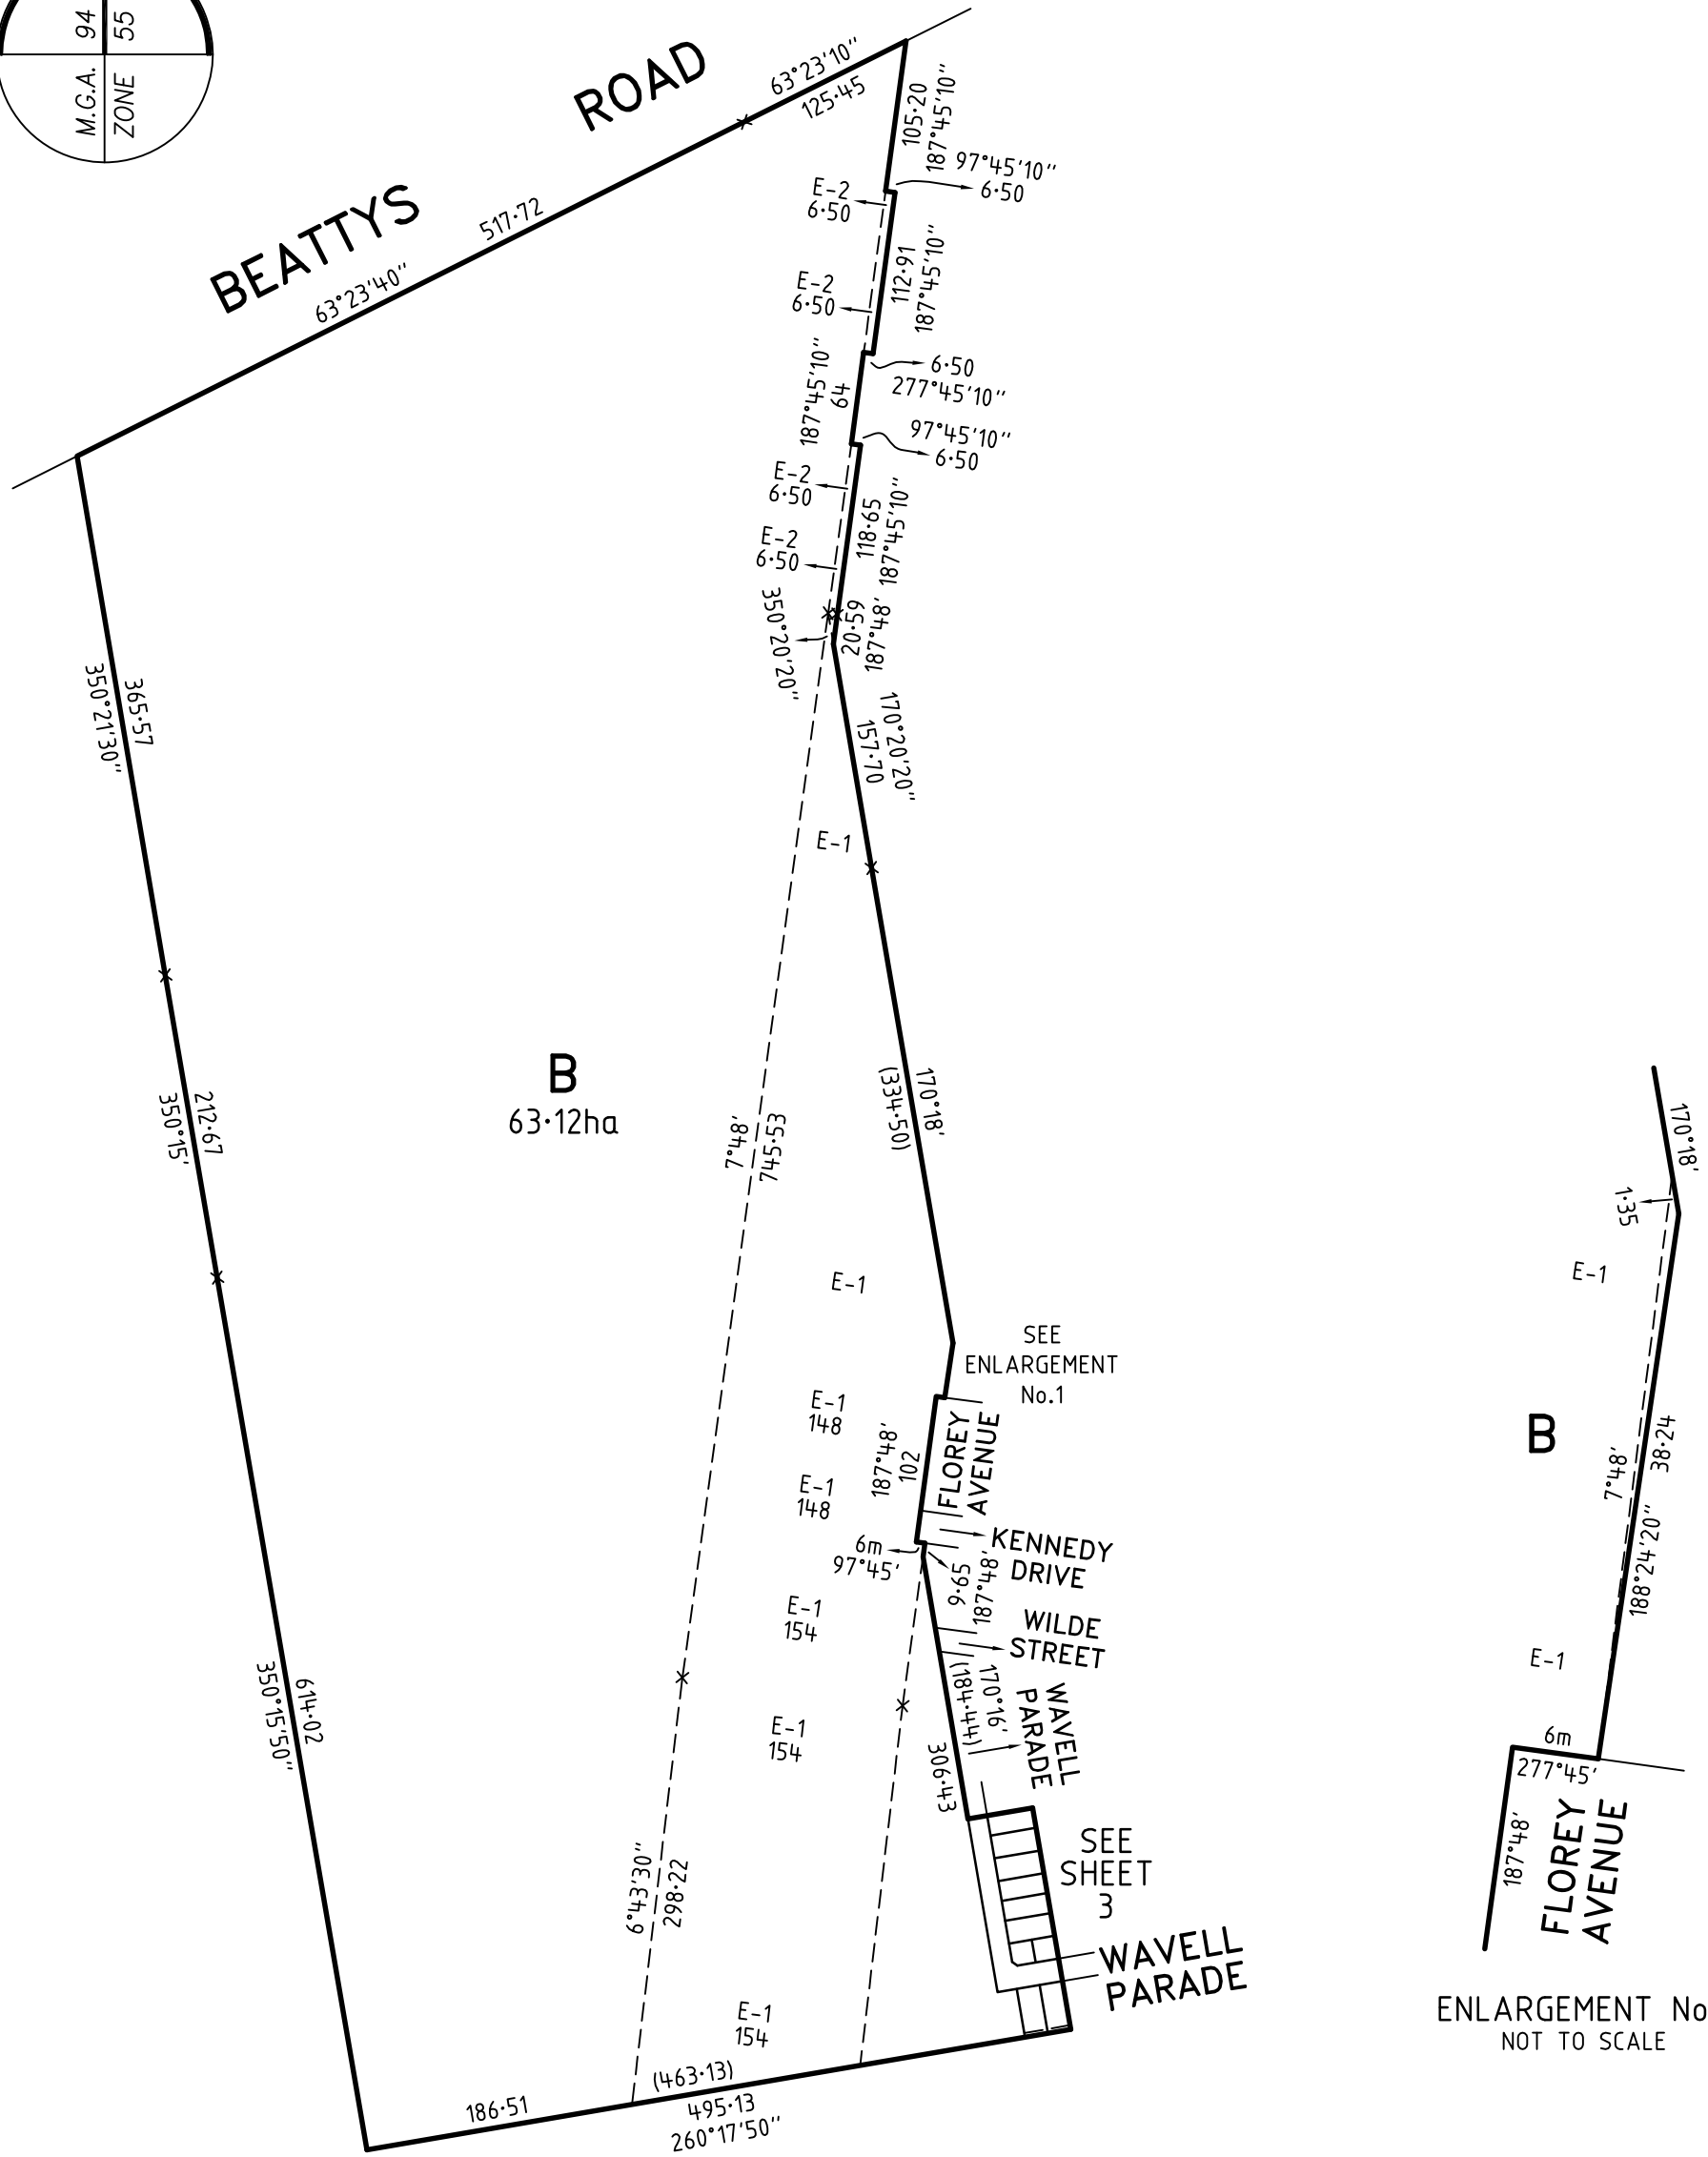 M.G.A. 94
ZONE 55
BEATTYS ROAD
63°23'10"
125·45
517·72
63°23'40"
105·20
187°45'10"
97°45'10"
6·50
E-2
6·50
112·91
187°45'10"
E-2
6·50
6·50
277°45'10"
187°45'10"
64
97°45'10"
6·50
E-2
6·50
118·65
187°45'10"
E-2
6·50
350°20'20"
20·59
187°48'
170°20'20"
157·70
365·57
350°21'30"
E-1
B
63·12ha
212·67
350°15'
7°48'
745·53
170°18'
(334·50)
E-1
SEE
ENLARGEMENT
No.1
E-1
148
187°48'
102
FLOREY
AVENUE
E-1
148
6m
97°45'
KENNEDY
DRIVE
9·65
187°48'
E-1
154
WILDE
STREET
170°16'
(184·44)
WAVELL
PARADE
E-1
154
306·43
614·02
350°15'50"
6°43'30"
298·22
SEE
SHEET
3
WAVELL
PARADE
E-1
154
(463·13)
186·51
495·13
260°17'50"
170°18'
1·35
E-1
B
7°48'
38·24
188°24'20"
E-1
6m
277°45'
187°48'
FLOREY
AVENUE
ENLARGEMENT No
NOT TO SCALE